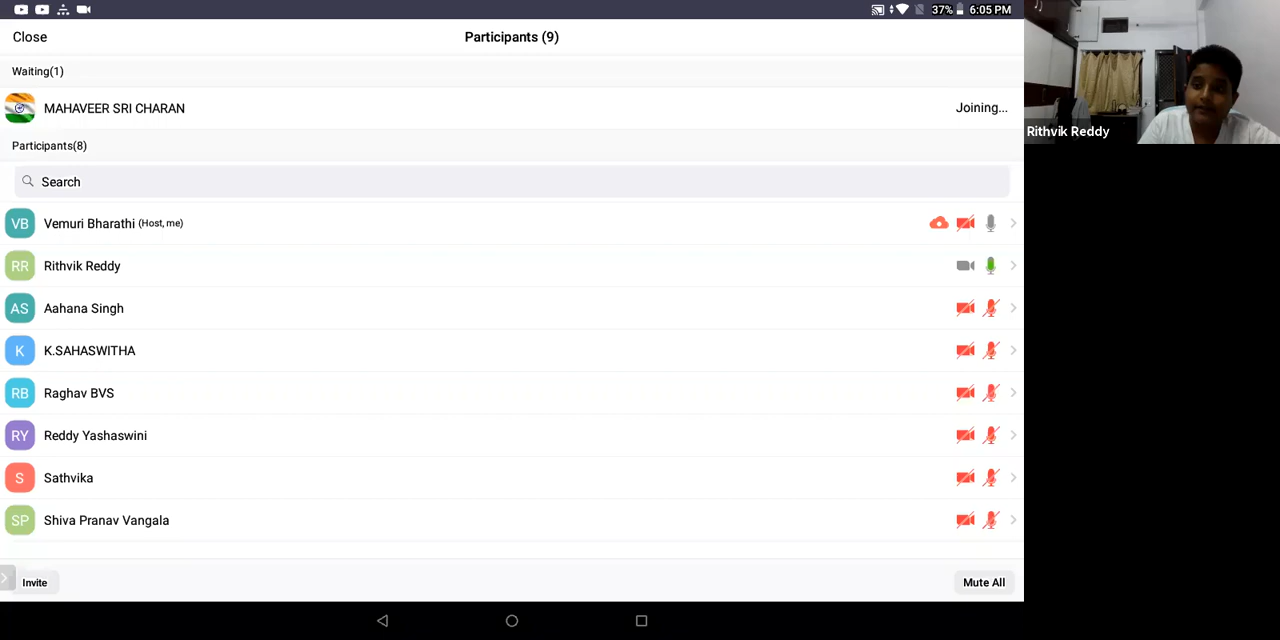 37% 6:05 PM
Close
Participants (9)
Waiting(1)
MAHAVEER SRI CHARAN
Joining...
Participants(8)
Search
VB Vemuri Bharathi (Host, me)
RR Rithvik Reddy
AS Aahana Singh
K K.SAHASWITHA
RB Raghav BVS
RY Reddy Yashaswini
S Sathvika
SP Shiva Pranav Vangala
Invite
Mute All
Rithvik Reddy